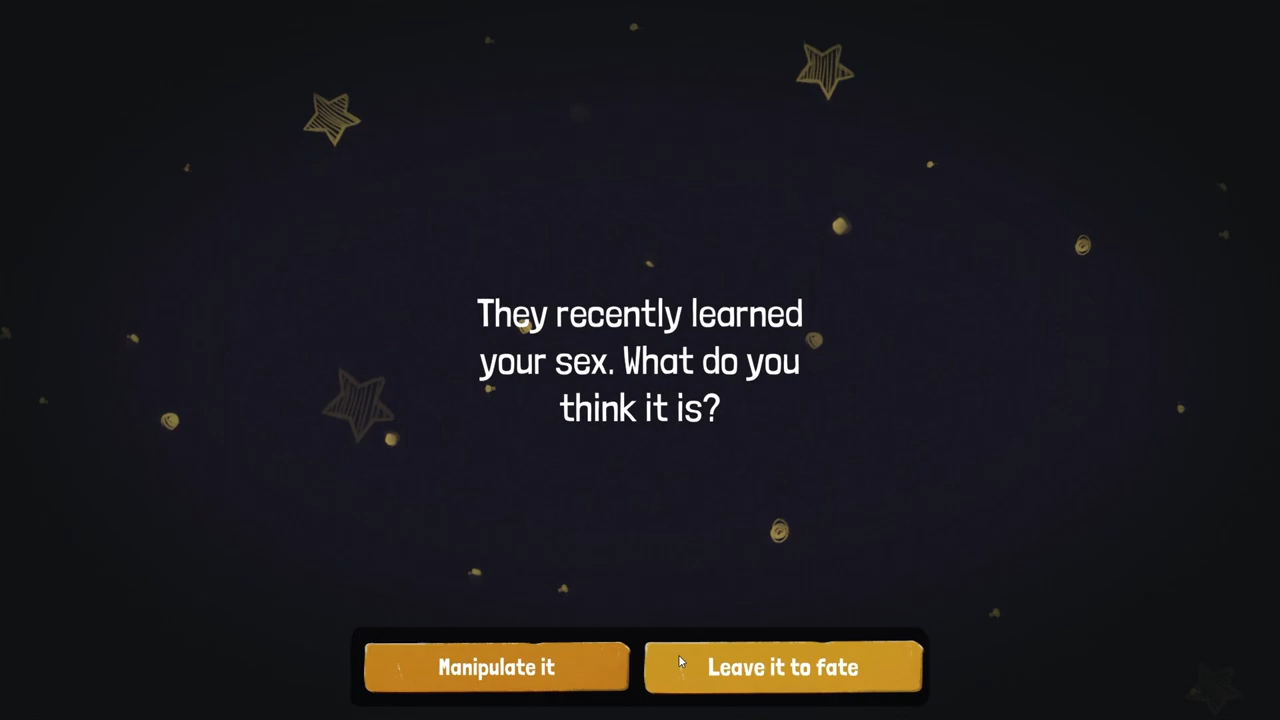 They recently learned
your sex. What do you
think it is?
Manipulate it
Leave it to fate